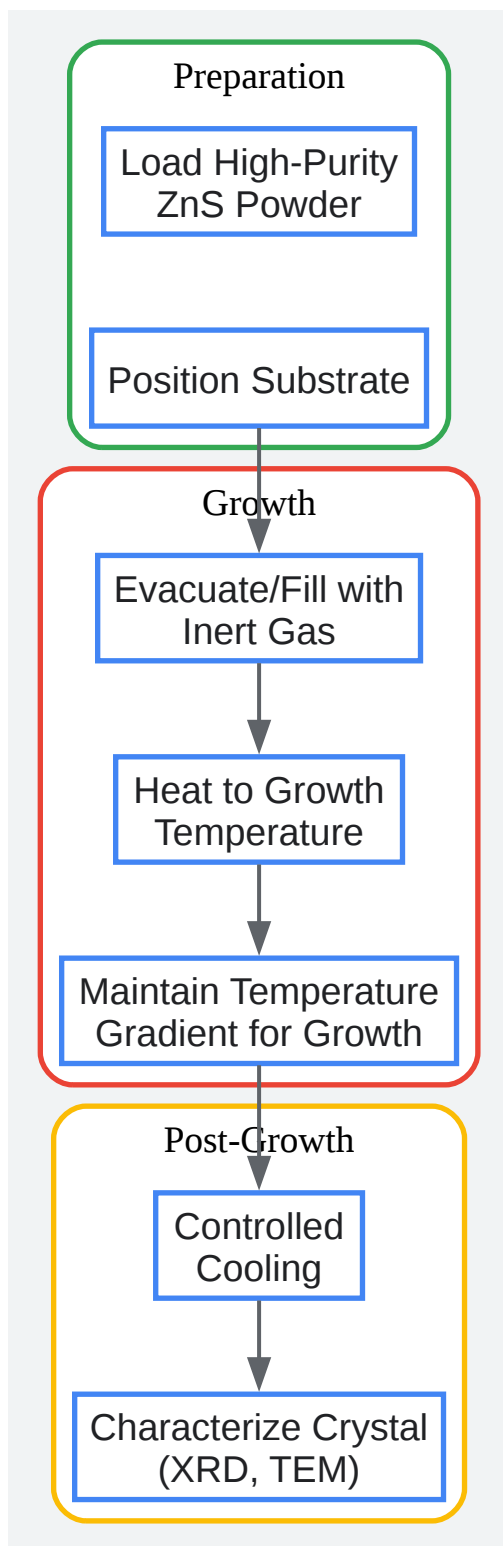 Preparation
Load High-Purity
ZnS Powder
Position Substrate
Growth
Evacuate/Fill with
Inert Gas
Heat to Growth
Temperature
Maintain Temperature
Gradient for Growth
Post-Growth
Controlled
Cooling
Characterize Crystal
(XRD, TEM)